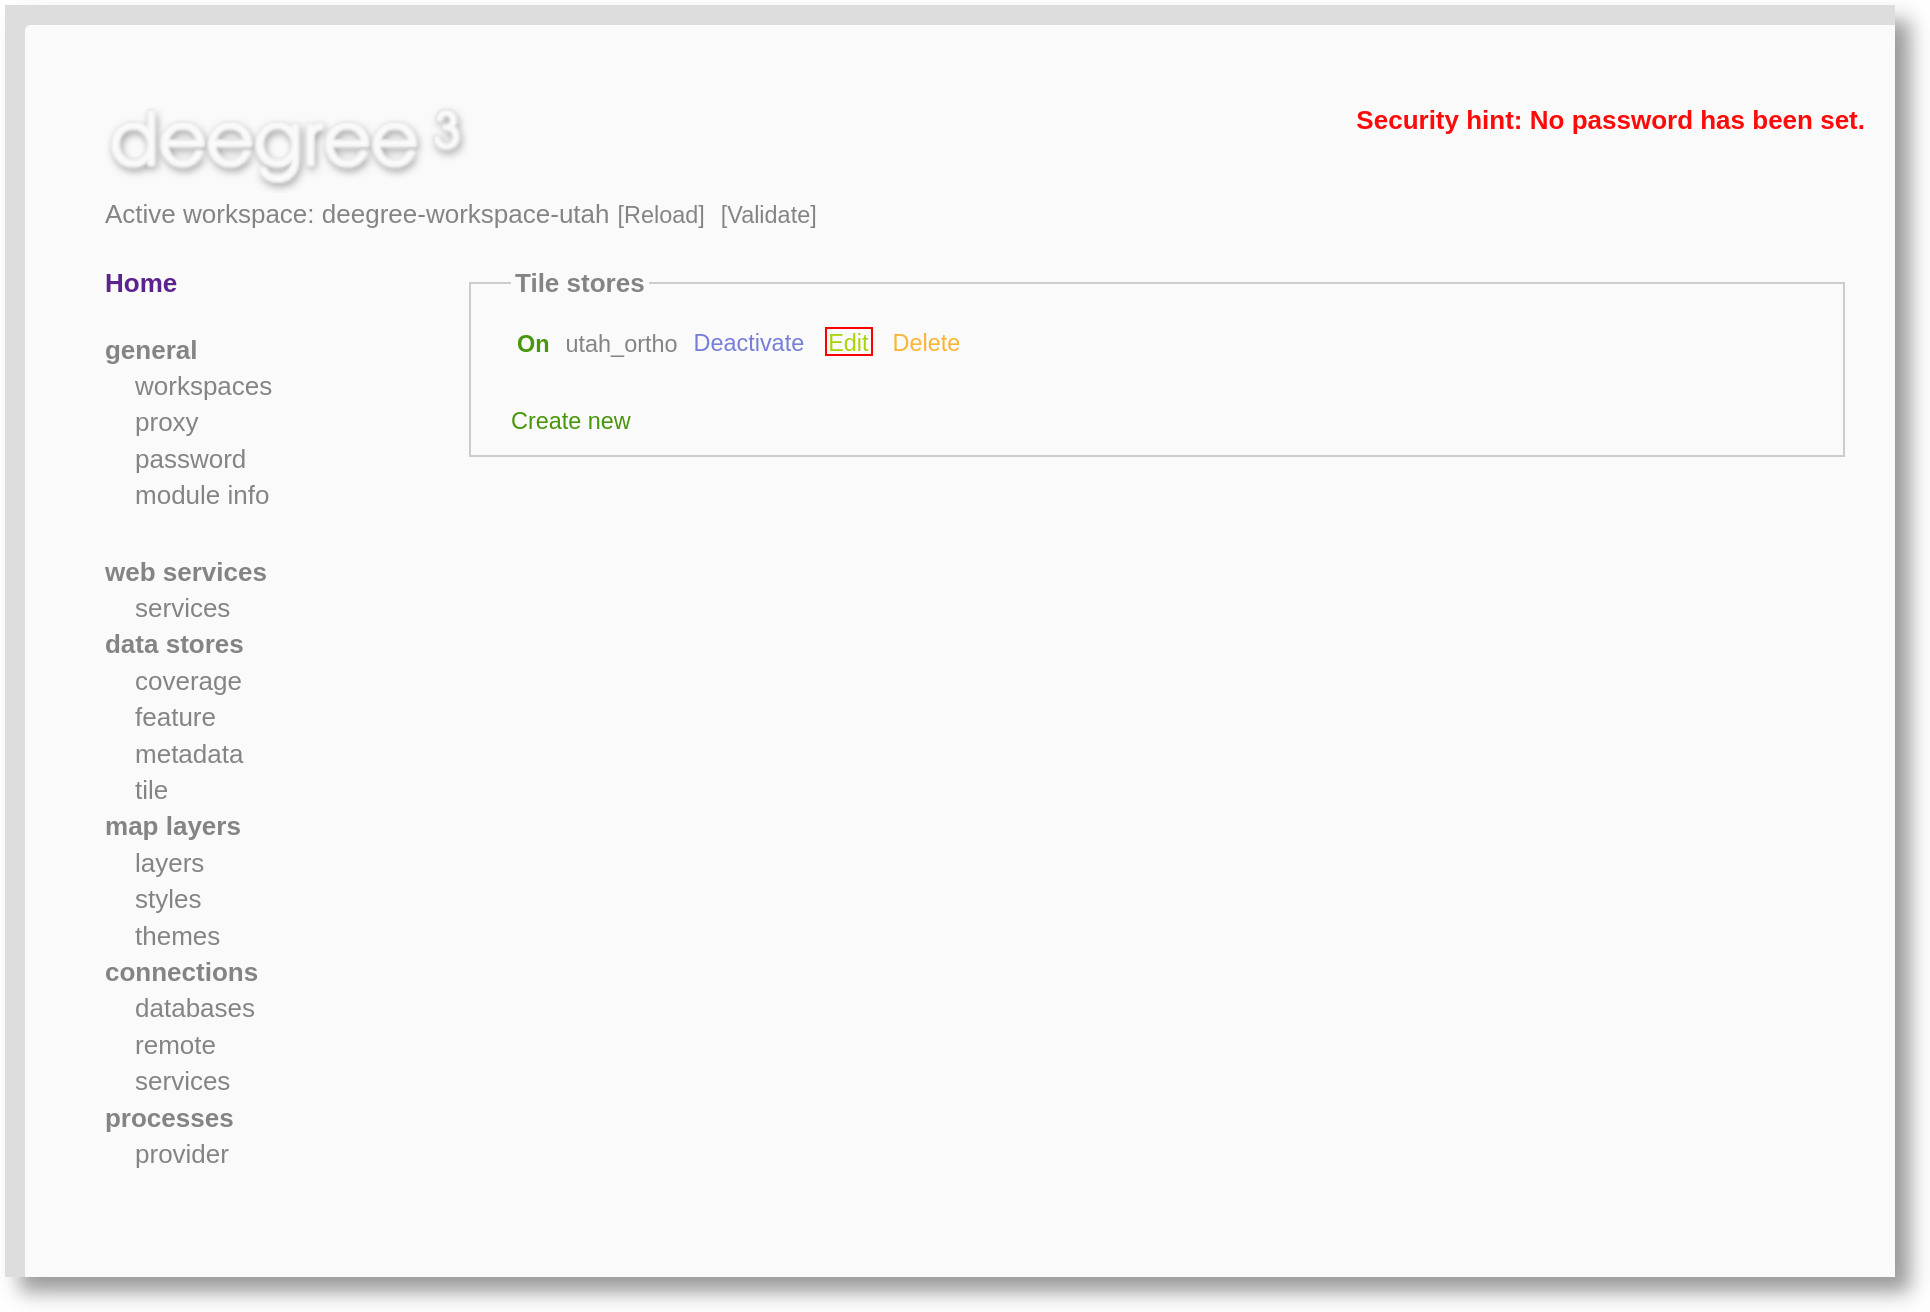 deegree 3
Security hint: No password has been set.
Active workspace: deegree-workspace-utah [Reload] [Validate]
Home
general
workspaces
proxy
password
module info
web services
services
data stores
coverage
feature
metadata
tile
map layers
layers
styles
themes
connections
databases
remote
services
processes
provider
Tile stores
On utah_ortho Deactivate Edit Delete
Create new